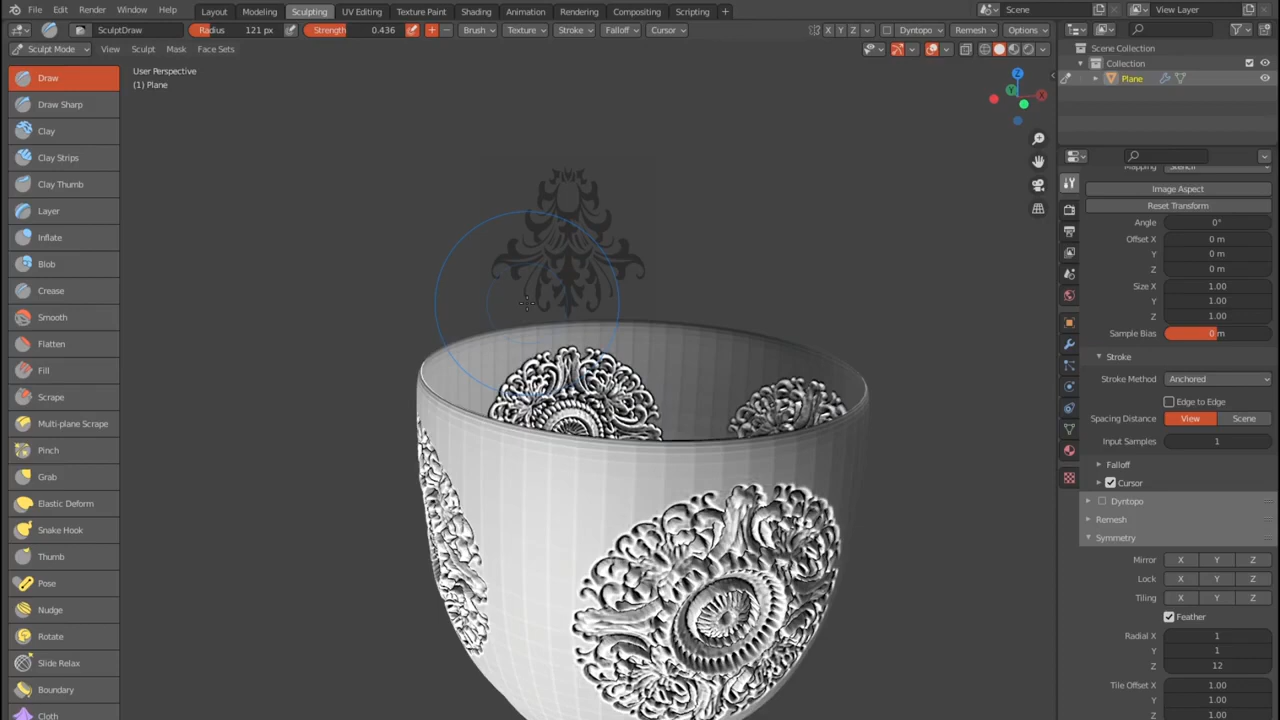 File Edit Render Window Help Layout Modeling Sculpting UV Editing Texture Paint Shading Animation Rendering Compositing Scripting + Scene View Layer
SculptDraw Radius 121 px Strength 0.436 + - Brush Texture Stroke Falloff Cursor X Y Z Dyntopo Remesh Options
Sculpt Mode View Sculpt Mask Face Sets
Scene Collection
Collection
Plane
User Perspective
(1) Plane
Z
Y
X
Draw
Draw Sharp
Clay
Clay Strips
Clay Thumb
Layer
Inflate
Blob
Crease
Smooth
Flatten
Fill
Scrape
Multi-plane Scrape
Pinch
Grab
Elastic Deform
Snake Hook
Thumb
Pose
Nudge
Rotate
Slide Relax
Boundary
Cloth
Mapping Stencil
Image Aspect
Reset Transform
Angle 0°
Offset X 0 m
Y 0 m
Z 0 m
Size X 1.00
Y 1.00
Z 1.00
Sample Bias 0 m
Stroke
Stroke Method Anchored
Edge to Edge
Spacing Distance View Scene
Input Samples 1
Falloff
Cursor
Dyntopo
Remesh
Symmetry
Mirror X Y Z
Lock X Y Z
Tiling X Y Z
Feather
Radial X 1
Y 1
Z 12
Tile Offset X 1.00
Y 1.00
Z 1.00